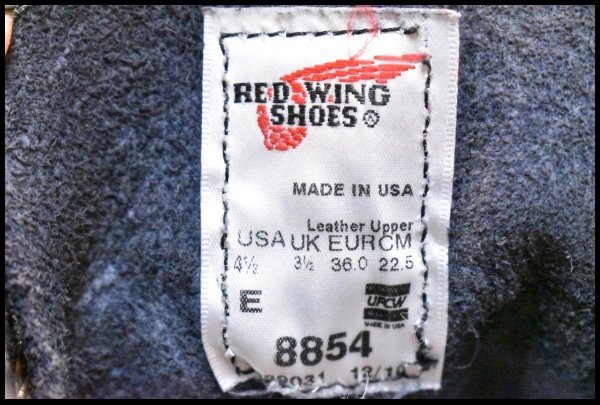 RED WING
SHOES ®
MADE IN USA
Leather Upper
USA UK EUR CM
4½ 3½ 36.0 22.5
E
UFCW
MADE IN USA
8854